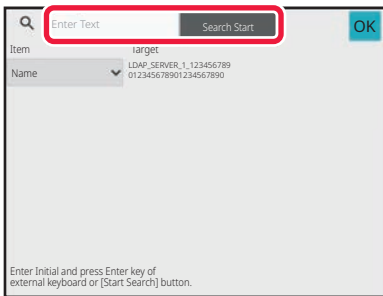 Enter Text
Search Start
OK
Item
Target
Name
LDAP_SERVER_1_123456789
012345678901234567890
Enter Initial and press Enter key of
external keyboard or [Start Search] button.